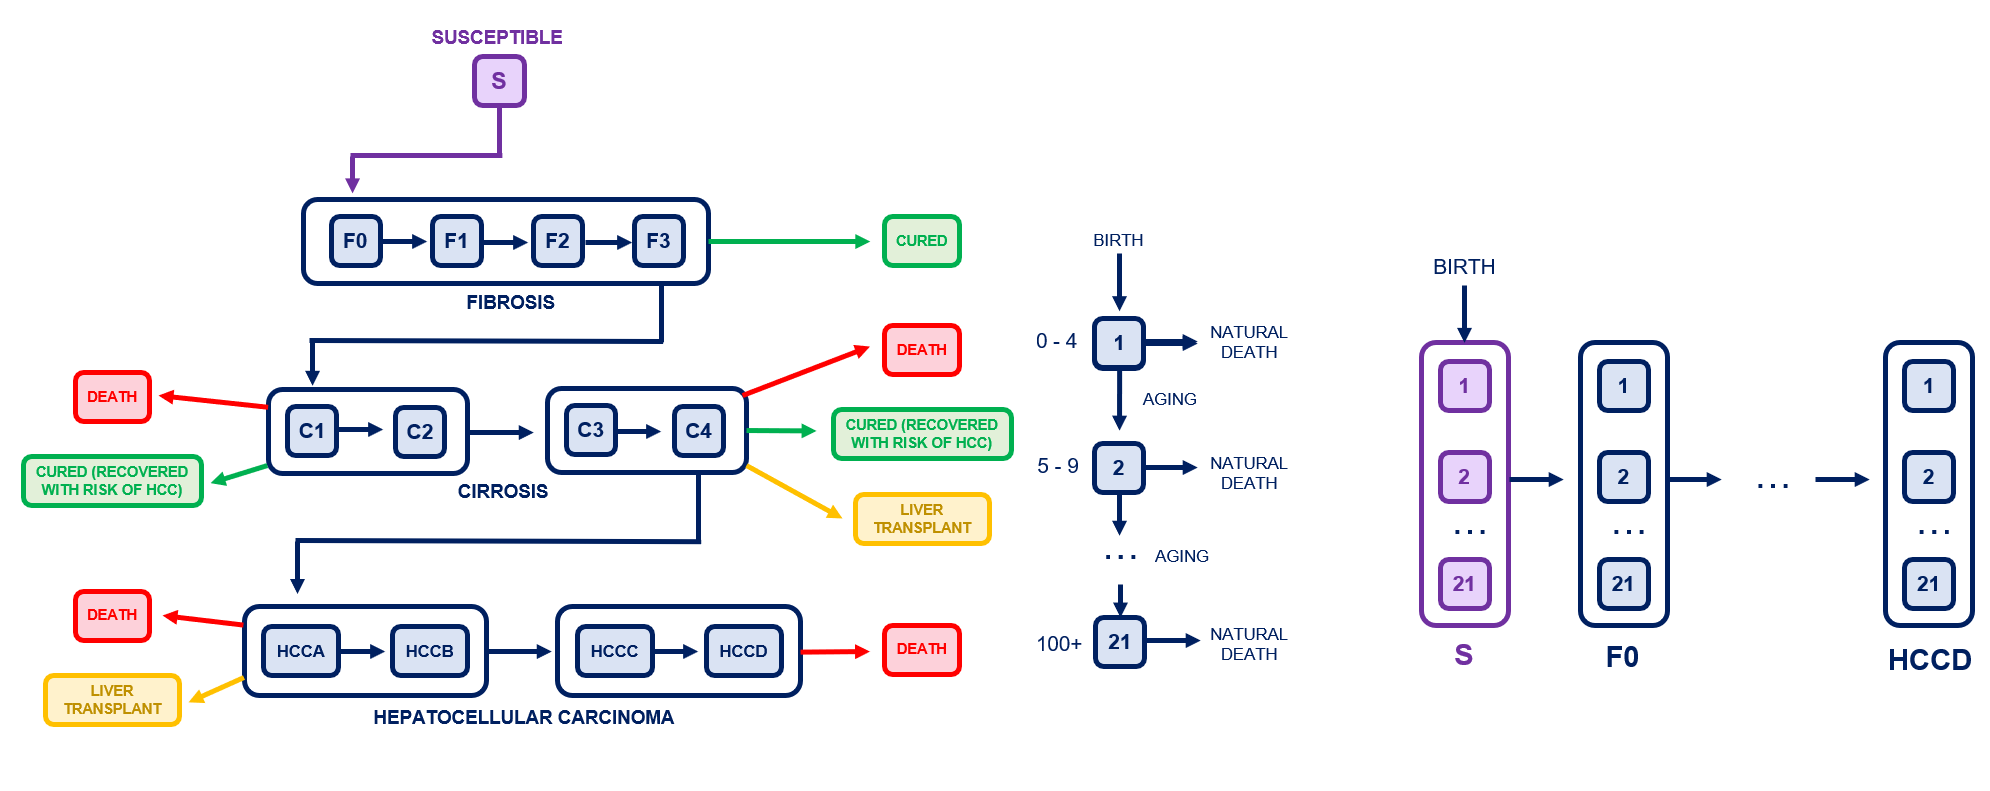 SUSCEPTIBLE
S
F0
F1
F2
F3
CURED
FIBROSIS
DEATH
DEATH
C1
C2
C3
C4
CURED (RECOVERED
WITH RISK OF HCC)
CURED (RECOVERED
WITH RISK OF HCC)
CIRROSIS
LIVER
TRANSPLANT
DEATH
HCCA
HCCB
HCCC
HCCD
DEATH
LIVER
TRANSPLANT
HEPATOCELLULAR CARCINOMA
BIRTH
0 - 4
1
NATURAL
DEATH
AGING
5 - 9
2
NATURAL
DEATH
...
AGING
100+
21
NATURAL
DEATH
BIRTH
1
2
...
21
S
1
2
...
21
F0
...
1
2
...
21
HCCD